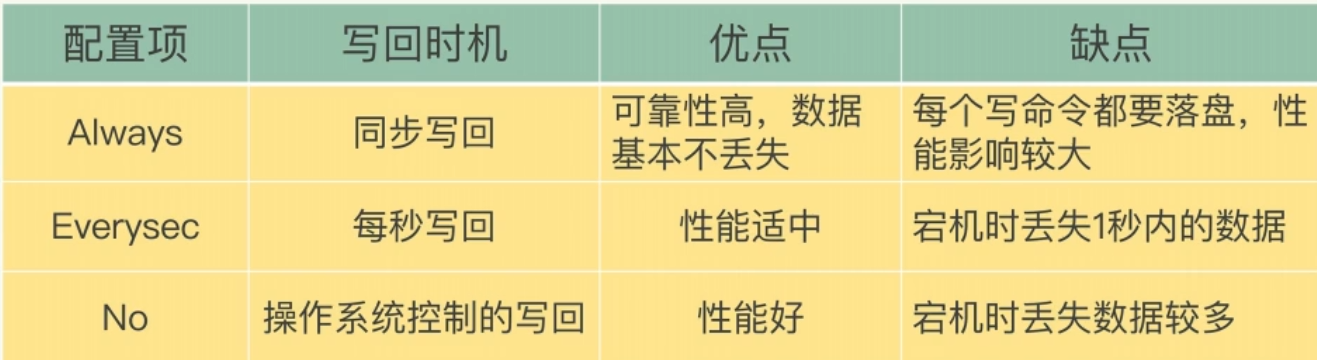 配置项 写回时机 优点 缺点
Always 同步写回 可靠性高，数据 每个写命令都要落盘，性
基本不丢失 能影响较大
Everysec 每秒写回 性能适中 宕机时丢失1秒内的数据
No 操作系统控制的写回 性能好 宕机时丢失数据较多